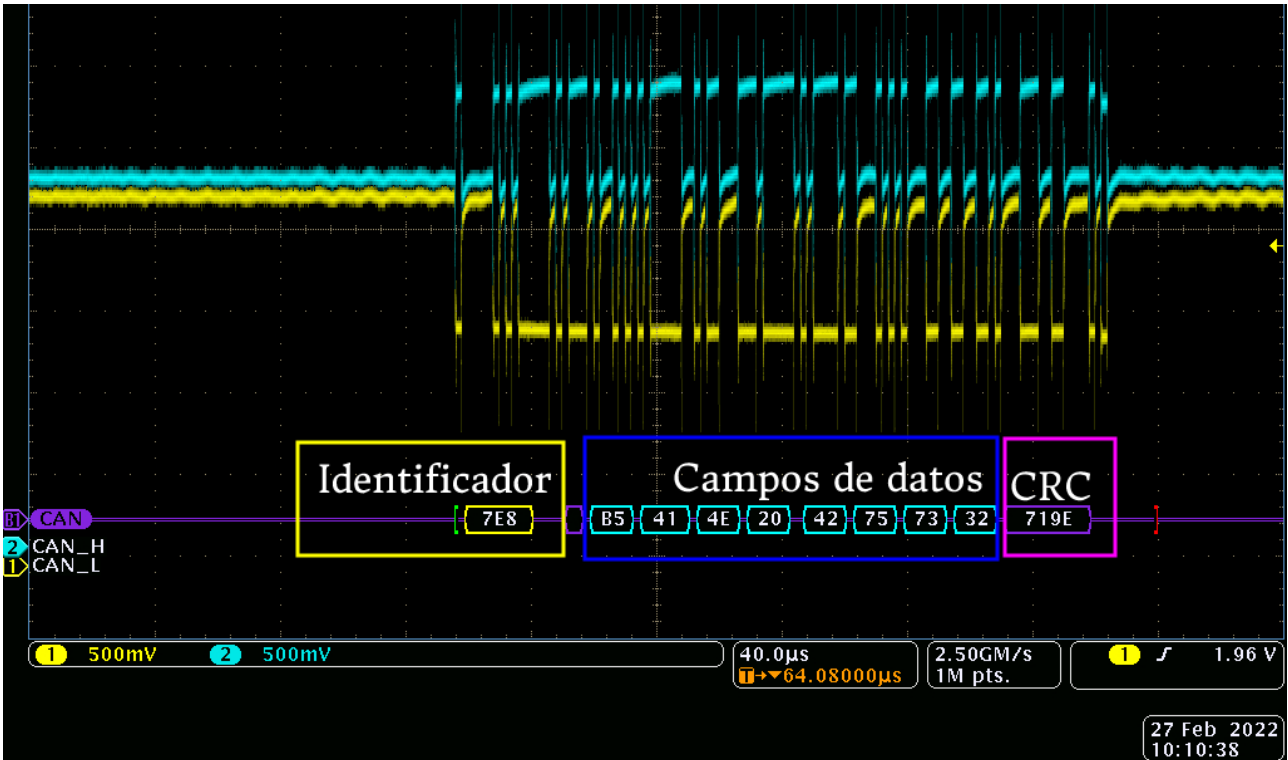 Identificador
Campos de datos
CRC
B1 CAN
7E8
B5 41 4E 20 42 75 73 32
719E
2 CAN_H
1 CAN_L
1 500mV 2 500mV
40.0µs
T→▼64.08000µs
2.50GM/s
1M pts.
1 1.96 V
27 Feb 2022
10:10:38